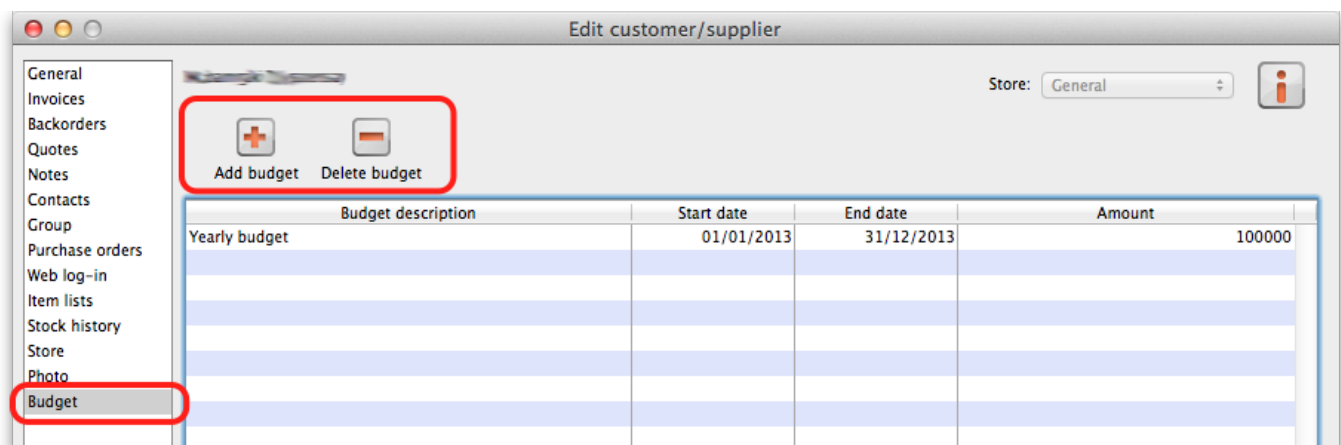 Edit customer/supplier
General
Invoices
Backorders
Quotes
Notes
Contacts
Group
Purchase orders
Web log-in
Item lists
Stock history
Store
Photo
Budget
Store: General
Add budget Delete budget
Budget description Start date End date Amount
Yearly budget 01/01/2013 31/12/2013 100000